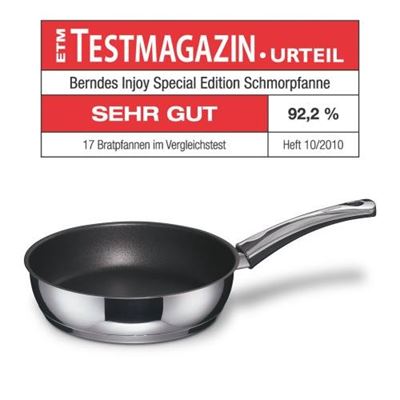 ETM TESTMAGAZIN • URTEIL
Berndes Injoy Special Edition Schmorpfanne
SEHR GUT 92,2 %
17 Bratpfannen im Vergleichstest Heft 10/2010